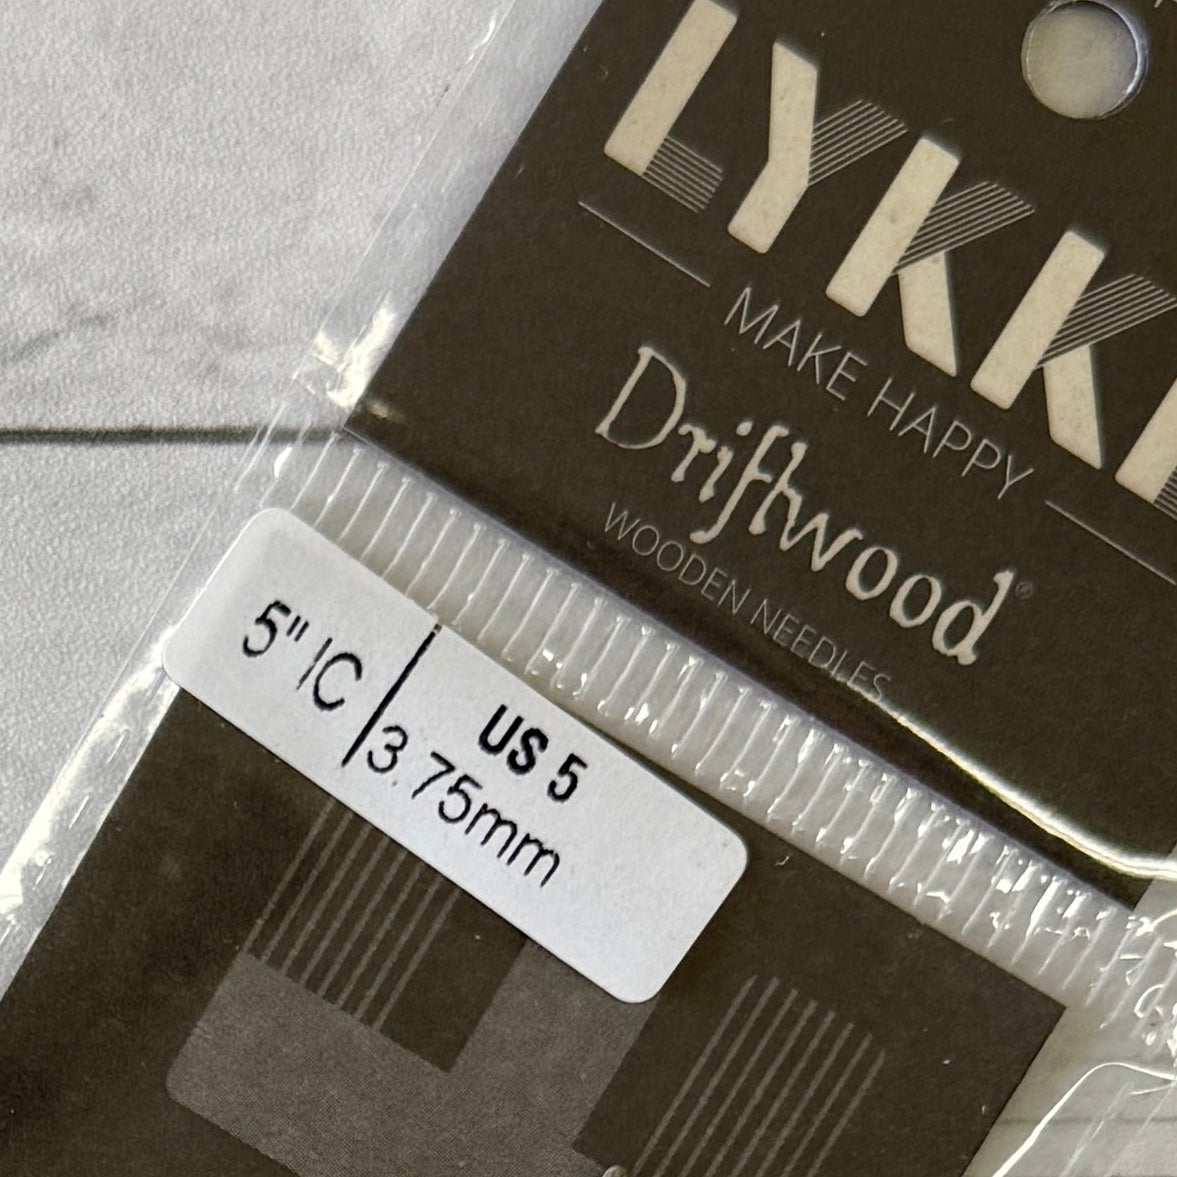 LYKKE
MAKE HAPPY
Driftwood®
WOODEN NEEDLES
5" IC
US 5
3.75mm